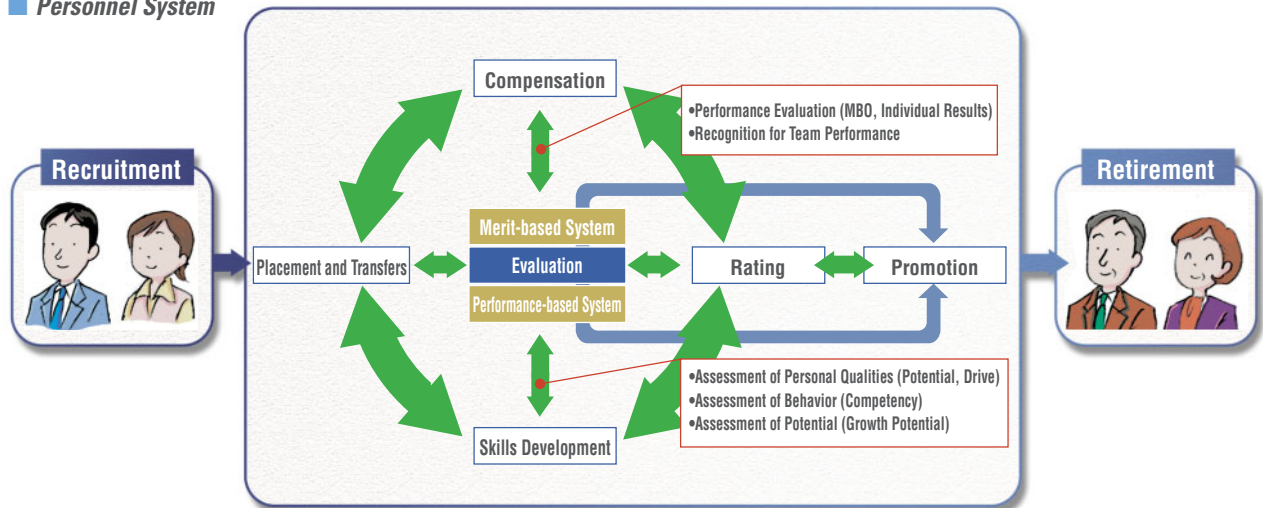 Personnel System
Compensation
•Performance Evaluation (MBO, Individual Results)
•Recognition for Team Performance
Recruitment
Retirement
Merit-based System
Placement and Transfers
Evaluation
Rating
Promotion
Performance-based System
•Assessment of Personal Qualities (Potential, Drive)
•Assessment of Behavior (Competency)
•Assessment of Potential (Growth Potential)
Skills Development